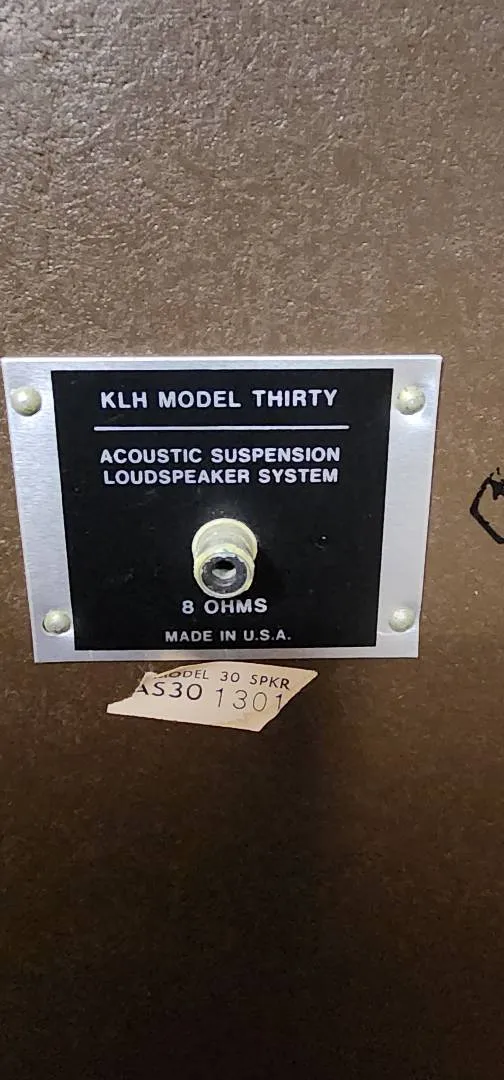 KLH MODEL THIRTY
ACOUSTIC SUSPENSION
LOUDSPEAKER SYSTEM
8 OHMS
MADE IN U.S.A.
MODEL 30 SPKR
AS30 1301